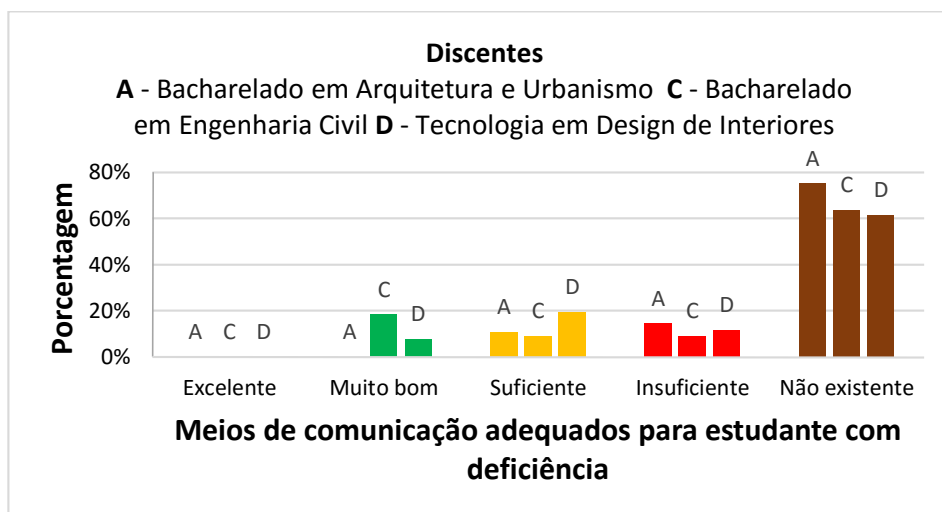 Discentes
A - Bacharelado em Arquitetura e Urbanismo C - Bacharelado
em Engenharia Civil D - Tecnologia em Design de Interiores
Porcentagem
80%
60%
40%
20%
0%
A C D
A C D
A C D
A C D
A C D
Excelente Muito bom Suficiente Insuficiente Não existente
Meios de comunicação adequados para estudante com
deficiência